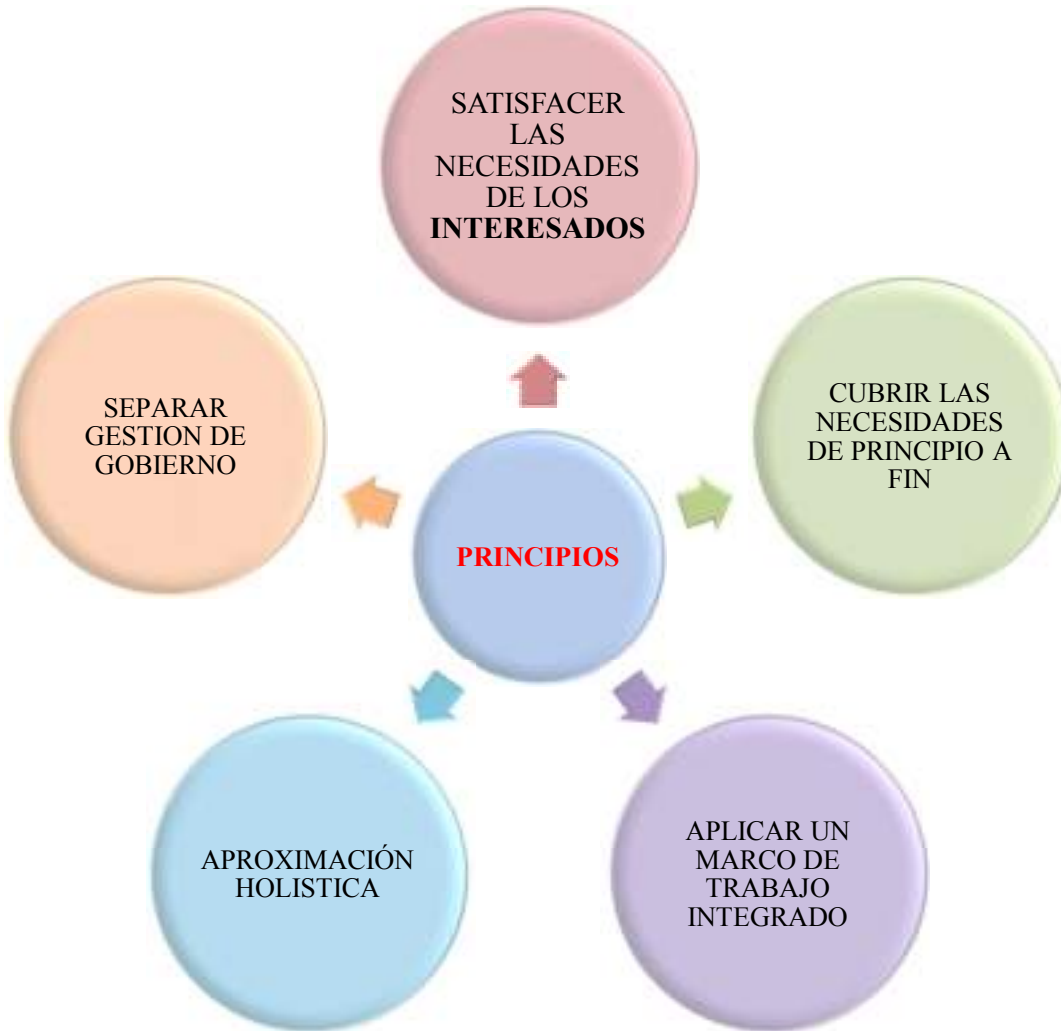 SATISFACER
LAS
NECESIDADES
DE LOS
INTERESADOS
CUBRIR LAS
NECESIDADES
DE PRINCIPIO A
FIN
APLICAR UN
MARCO DE
TRABAJO
INTEGRADO
APROXIMACIÓN
HOLISTICA
SEPARAR
GESTION DE
GOBIERNO
PRINCIPIOS